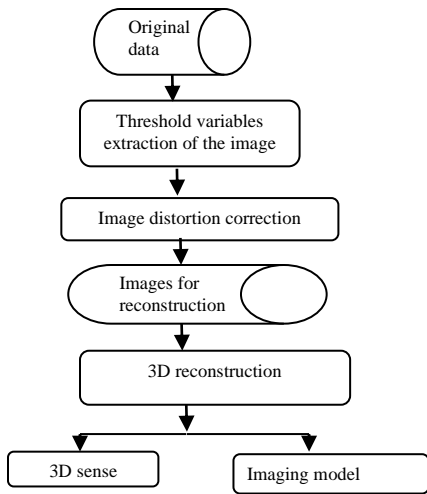 Original
data
Threshold variables
extraction of the image
Image distortion correction
Images for
reconstruction
3D reconstruction
3D sense
Imaging model